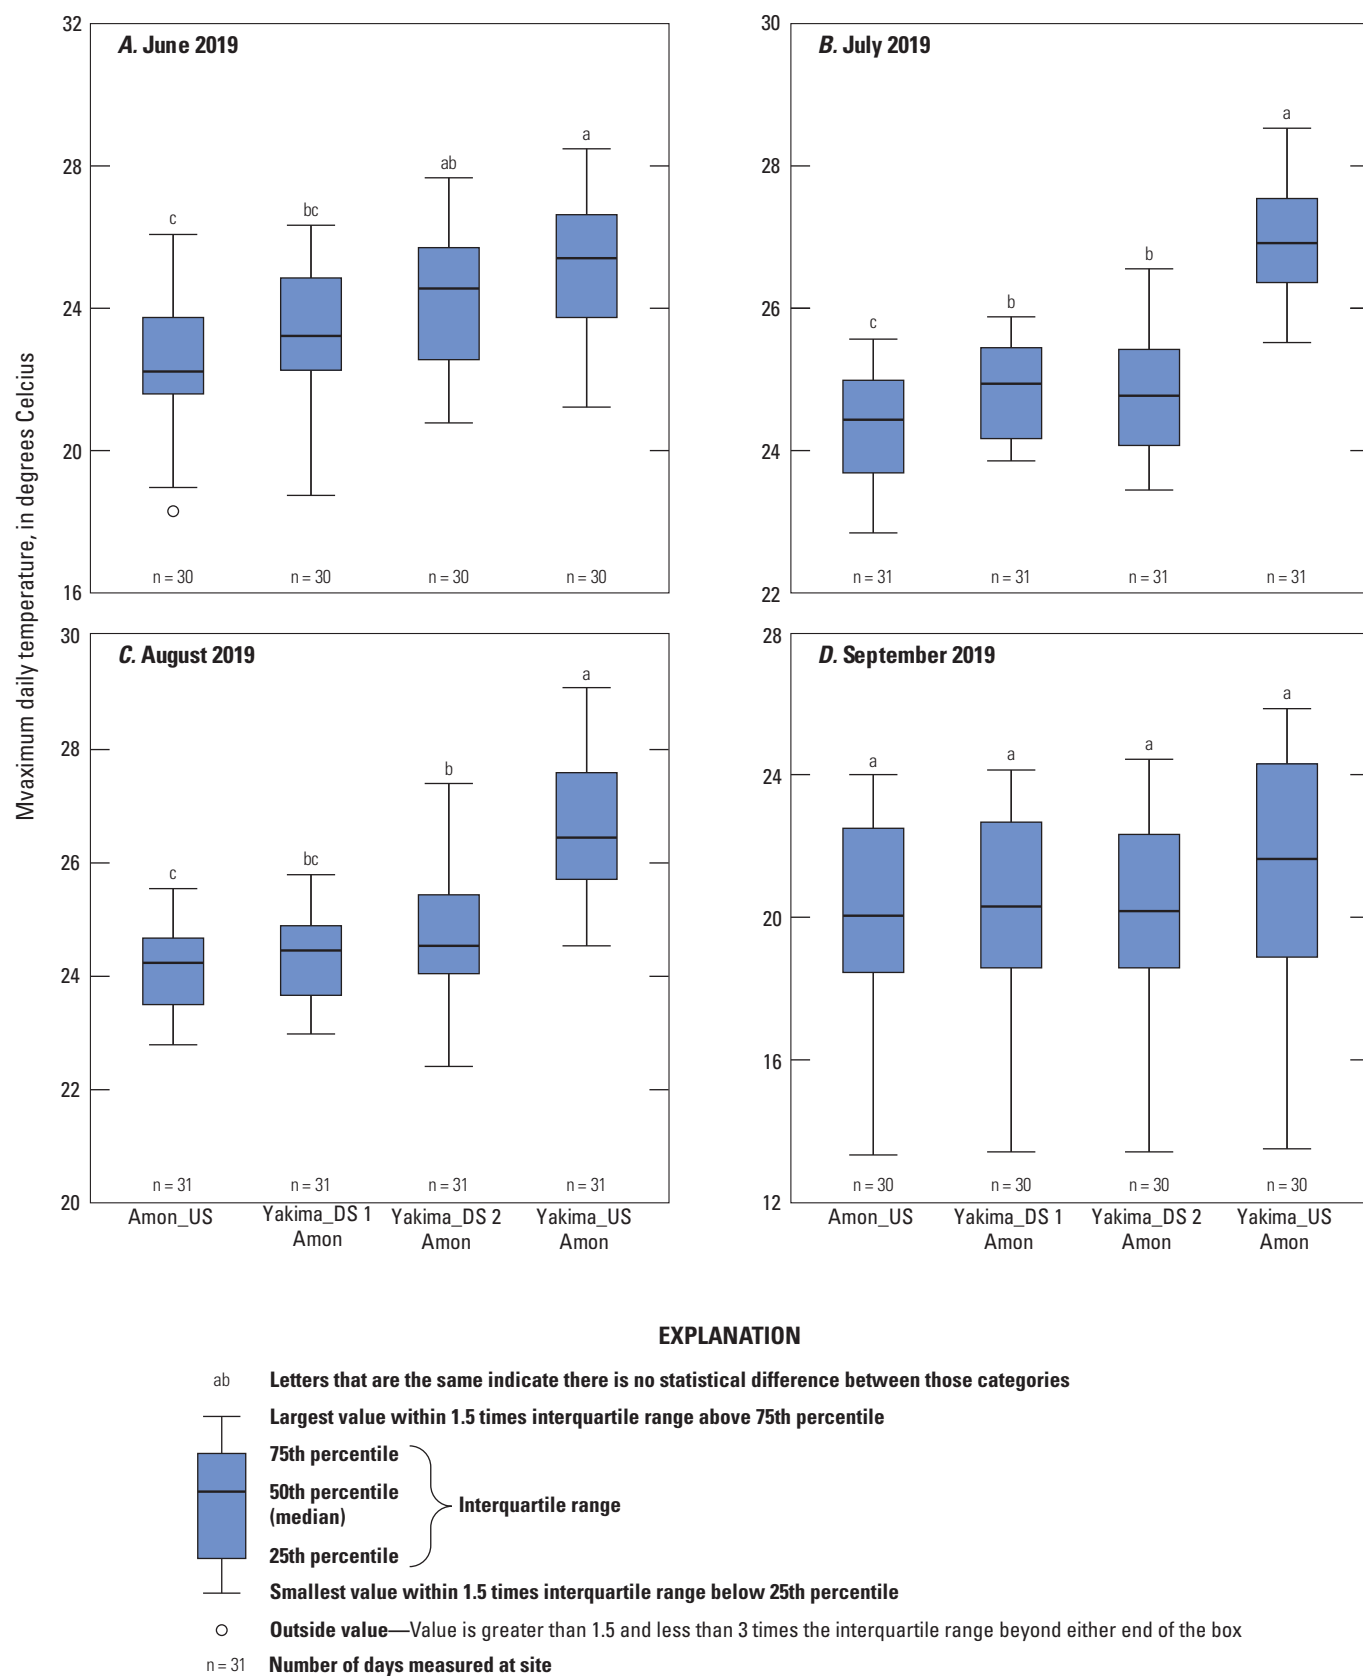 Mvaximum daily temperature, in degrees Celcius
A. June 2019
32
28
24
20
16
c
bc
ab
a
n = 30
n = 30
n = 30
n = 30
B. July 2019
30
28
26
24
22
c
b
b
a
n = 31
n = 31
n = 31
n = 31
C. August 2019
30
28
26
24
22
20
c
bc
b
a
n = 31
n = 31
n = 31
n = 31
Amon_US
Yakima_DS 1
Amon
Yakima_DS 2
Amon
Yakima_US
Amon
D. September 2019
28
24
20
16
12
a
a
a
a
n = 30
n = 30
n = 30
n = 30
Amon_US
Yakima_DS 1
Amon
Yakima_DS 2
Amon
Yakima_US
Amon
EXPLANATION
ab Letters that are the same indicate there is no statistical difference between those categories
Largest value within 1.5 times interquartile range above 75th percentile
75th percentile
50th percentile
(median)
Interquartile range
25th percentile
Smallest value within 1.5 times interquartile range below 25th percentile
Outside value—Value is greater than 1.5 and less than 3 times the interquartile range beyond either end of the box
n = 31 Number of days measured at site